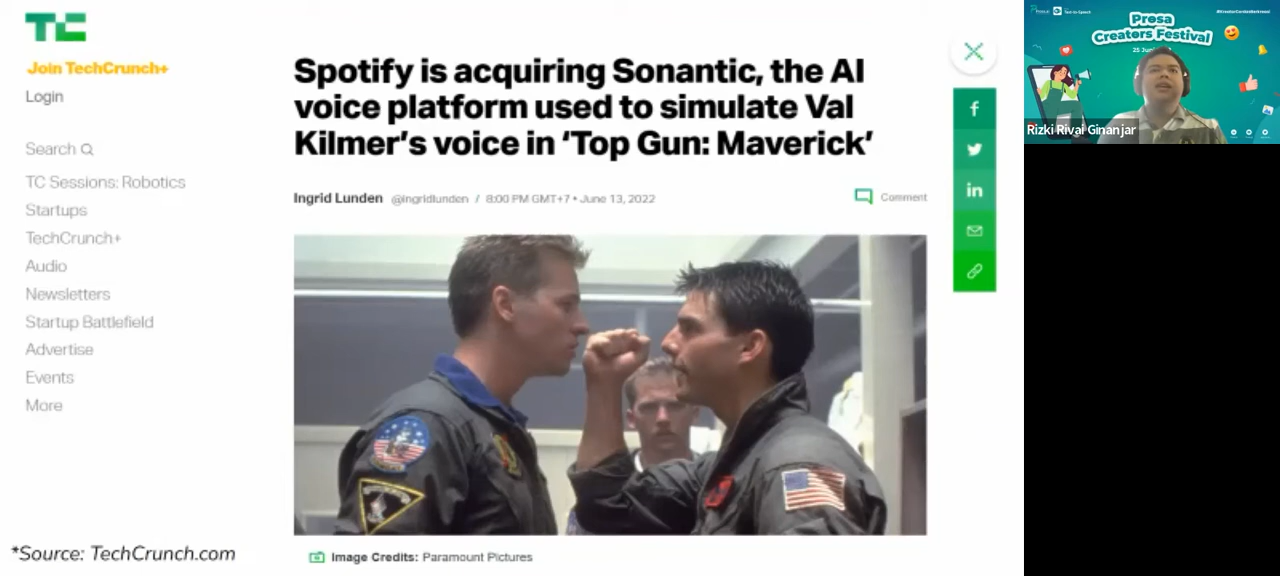 TC
Join TechCrunch+
Login
Search
TC Sessions: Robotics
Startups
TechCrunch+
Audio
Newsletters
Startup Battlefield
Advertise
Events
More
*Source: TechCrunch.com
Spotify is acquiring Sonantic, the AI
voice platform used to simulate Val
Kilmer's voice in ‘Top Gun: Maverick’
Ingrid Lunden @ingridlunden / 8:00 PM GMT+7 • June 13, 2022
Comment
Image Credits: Paramount Pictures
Prosa
Creators Festival
Rizki Rivai Ginanjar